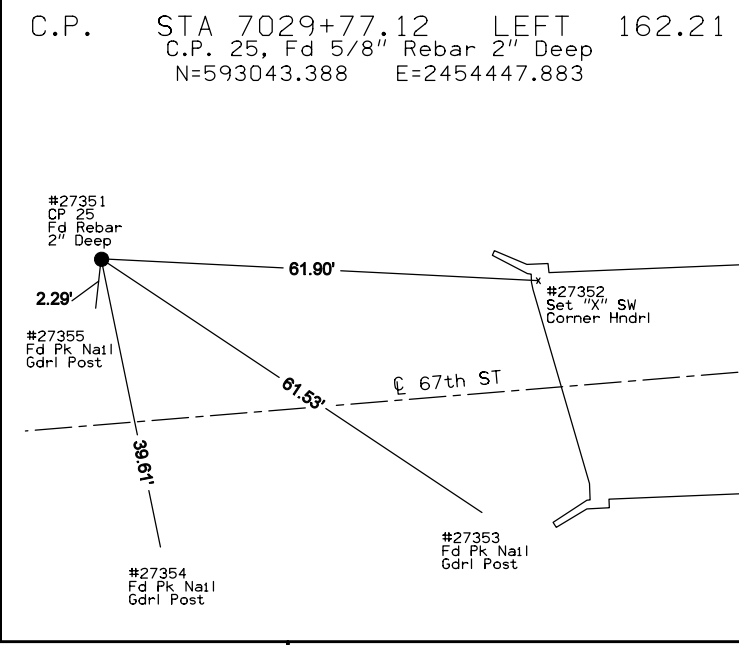 C.P. STA 7029+77.12 LEFT 162.21
C.P. 25, Fd 5/8" Rebar 2" Deep
N=593043.388 E=2454447.883
#27351
CP 25
Fd Rebar
2" Deep
61.90'
2.29'
#27352
Set "X" SW
Corner Hndrl
x
#27355
Fd Pk Nail
Gdrl Post
61.53'
℄ 67th ST
39.61'
#27353
Fd Pk Nail
Gdrl Post
#27354
Fd Pk Nail
Gdrl Post